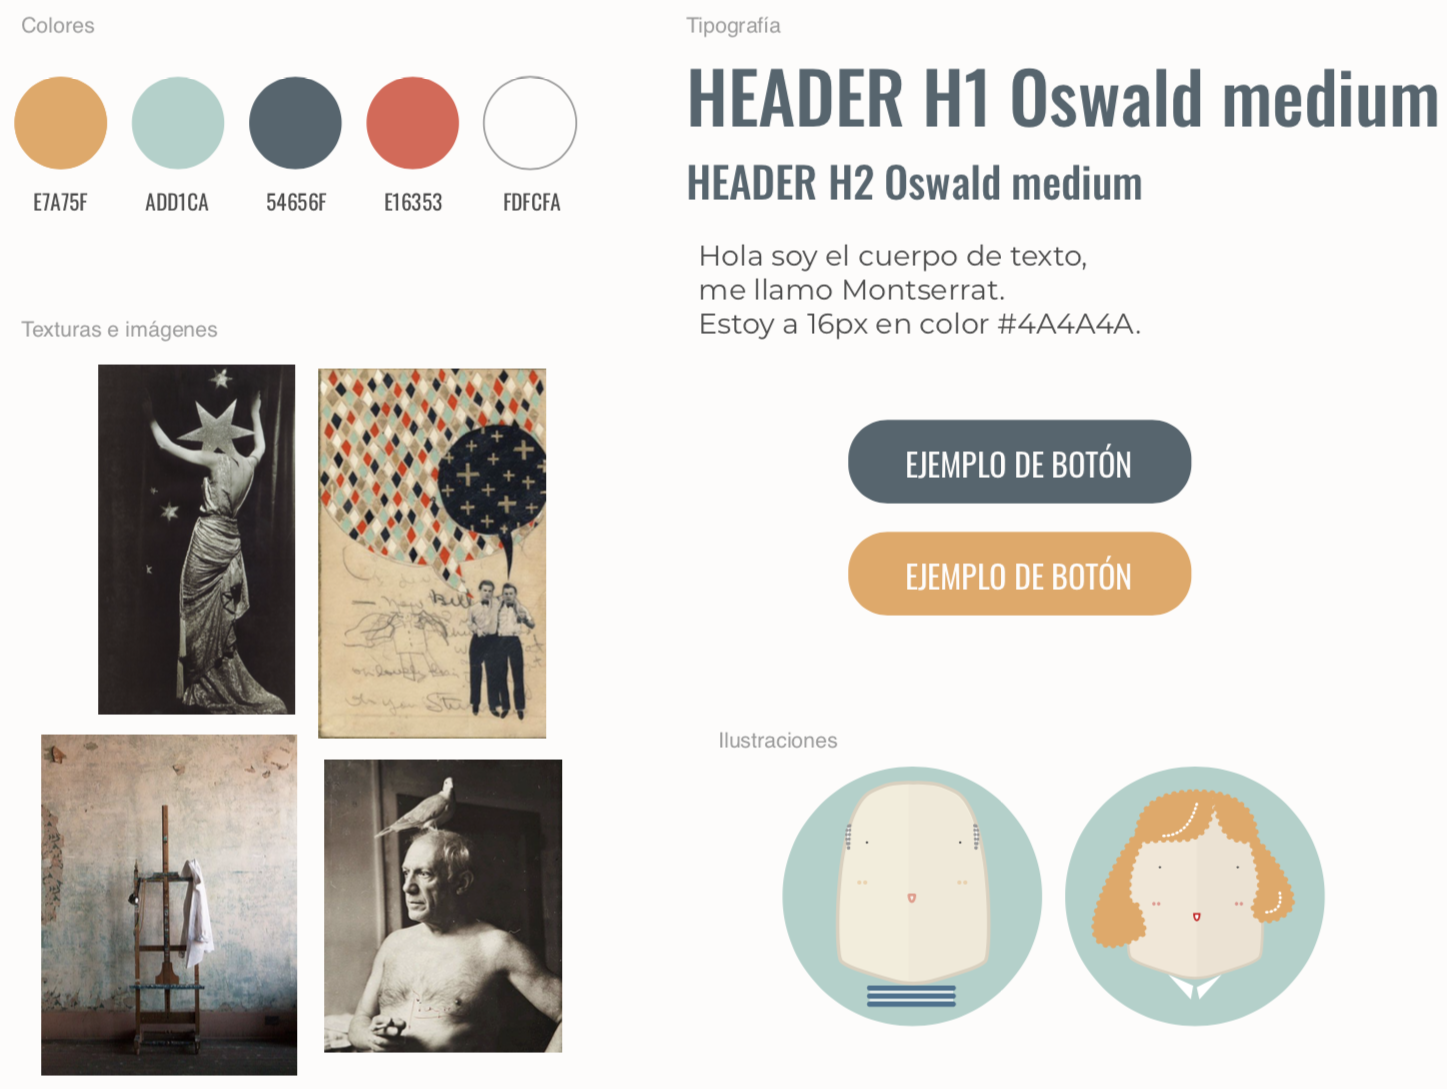 Colores
E7A75F
ADD1CA
54656F
E16353
FDFCFA
Texturas e imágenes
Tipografía
HEADER H1 Oswald medium
HEADER H2 Oswald medium
Hola soy el cuerpo de texto,
me llamo Montserrat.
Estoy a 16px en color #4A4A4A.
EJEMPLO DE BOTÓN
EJEMPLO DE BOTÓN
Ilustraciones